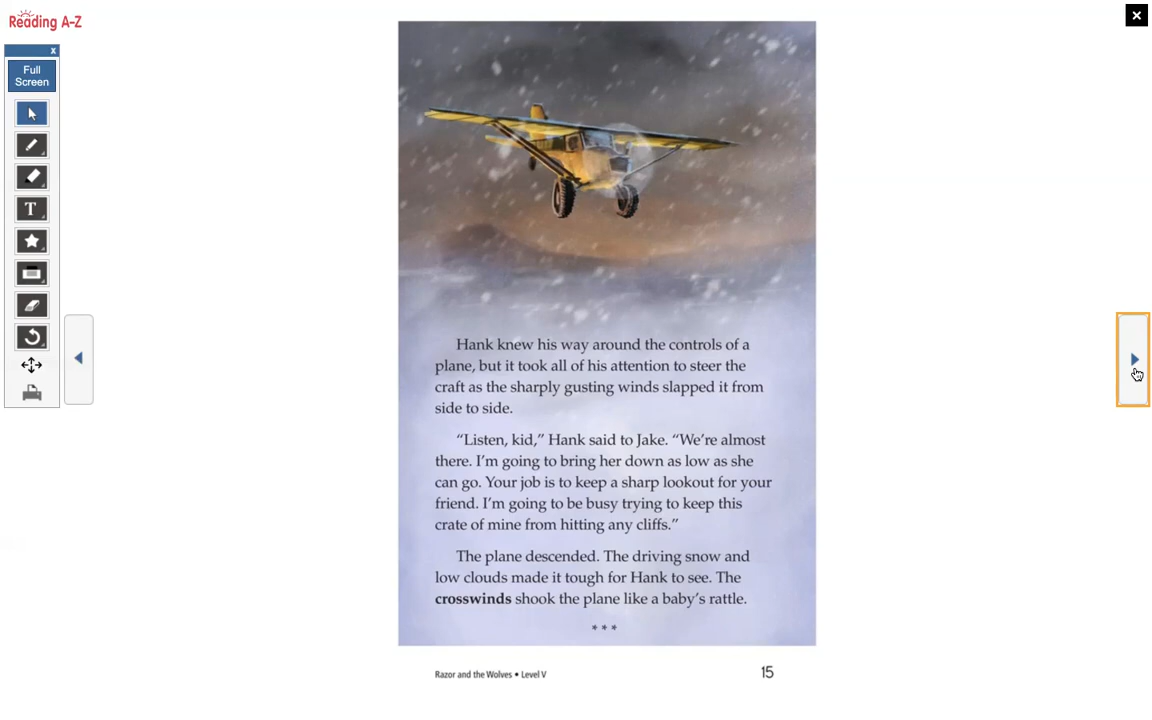 Reading A-Z
x
Full
Screen
T
Hank knew his way around the controls of a
plane, but it took all of his attention to steer the
craft as the sharply gusting winds slapped it from
side to side.
“Listen, kid,” Hank said to Jake. “We’re almost
there. I’m going to bring her down as low as she
can go. Your job is to keep a sharp lookout for your
friend. I’m going to be busy trying to keep this
crate of mine from hitting any cliffs.”
The plane descended. The driving snow and
low clouds made it tough for Hank to see. The
crosswinds shook the plane like a baby’s rattle.
* * *
Razor and the Wolves • Level V
15